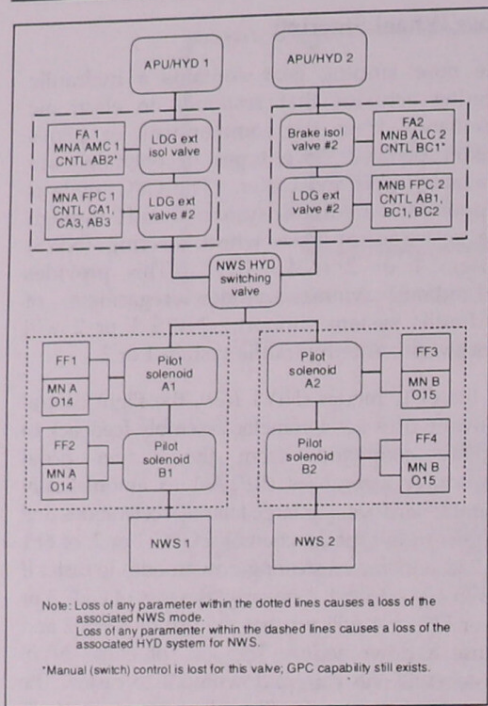 APU/HYD 1
APU/HYD 2
FA 1
MNA AMC 1
CNTL AB2*
LDG ext
isol valve
Brake isol
valve #2
FA2
MNB ALC 2
CNTL BC1*
MNA FPC 1
CNTL CA1,
CA3, AB3
LDG ext
valve #2
LDG ext
valve #2
MNB FPC 2
CNTL AB1,
BC1, BC2
NWS HYD
switching
valve
FF1
MN A
O14
Pilot
solenoid
A1
Pilot
solenoid
A2
FF3
MN B
O15
FF2
MN A
O14
Pilot
solenoid
B1
Pilot
solenoid
B2
FF4
MN B
O15
NWS 1
NWS 2
Note: Loss of any parameter within the dotted lines causes a loss of the
associated NWS mode.
Loss of any paramenter within the dashed lines causes a loss of the
associated HYD system for NWS.
*Manual (switch) control is lost for this valve; GPC capability still exists.